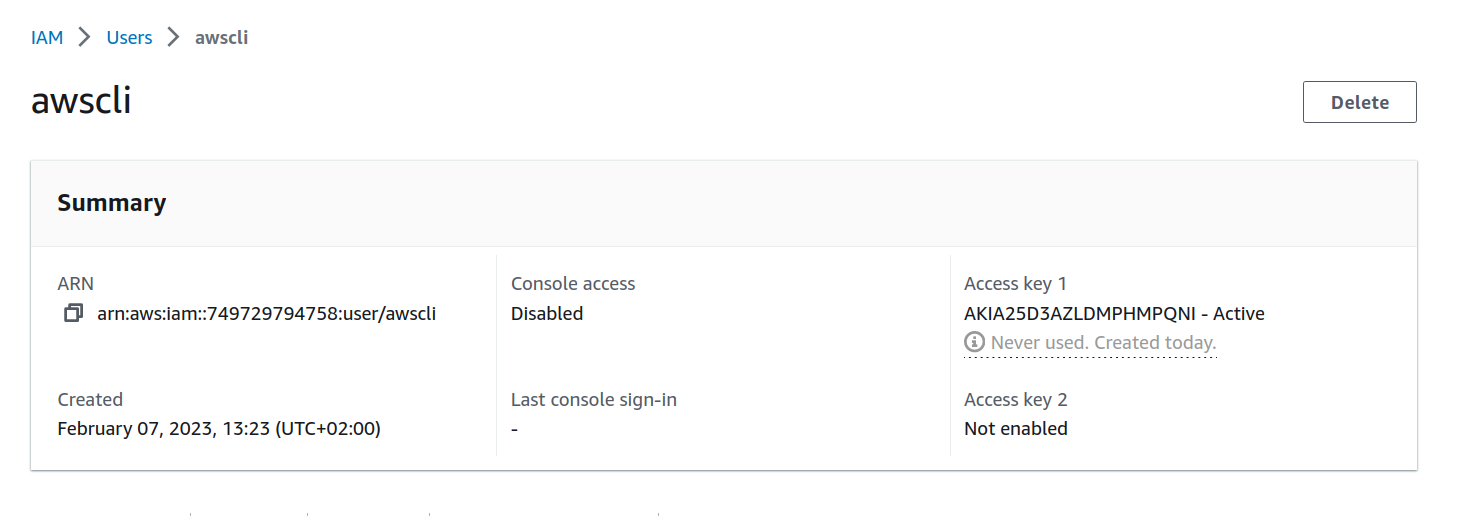 IAM > Users > awscli
awscli
Delete
Summary
ARN
arn:aws:iam::749729794758:user/awscli
Console access
Disabled
Access key 1
AKIA25D3AZLDMPHMPQNI - Active
Never used. Created today.
Created
February 07, 2023, 13:23 (UTC+02:00)
Last console sign-in
-
Access key 2
Not enabled